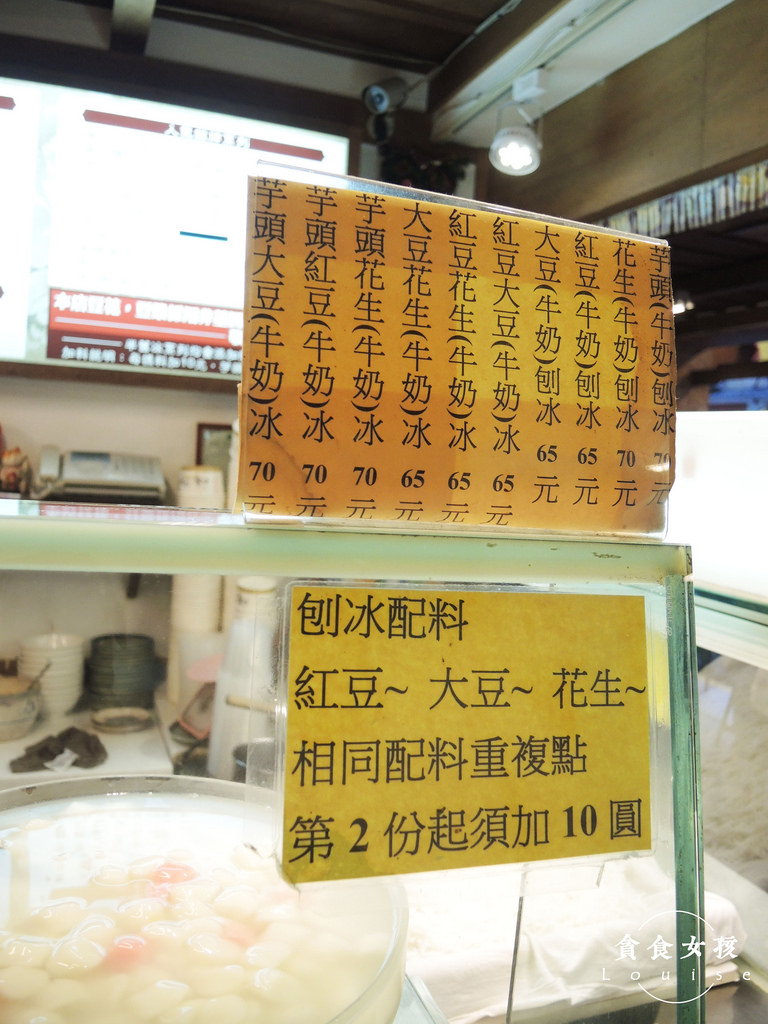 芋頭(牛奶)刨冰 70元
花生(牛奶)刨冰 70元
紅豆(牛奶)刨冰 65元
大豆(牛奶)刨冰 65元
紅豆大豆(牛奶)冰 65元
紅豆花生(牛奶)冰 65元
大豆花生(牛奶)冰 65元
芋頭花生(牛奶)冰 70元
芋頭紅豆(牛奶)冰 70元
芋頭大豆(牛奶)冰 70元
刨冰配料
紅豆~ 大豆~ 花生~
相同配料重複點
第 2 份起須加 10 圓
貪食女孩
Louise